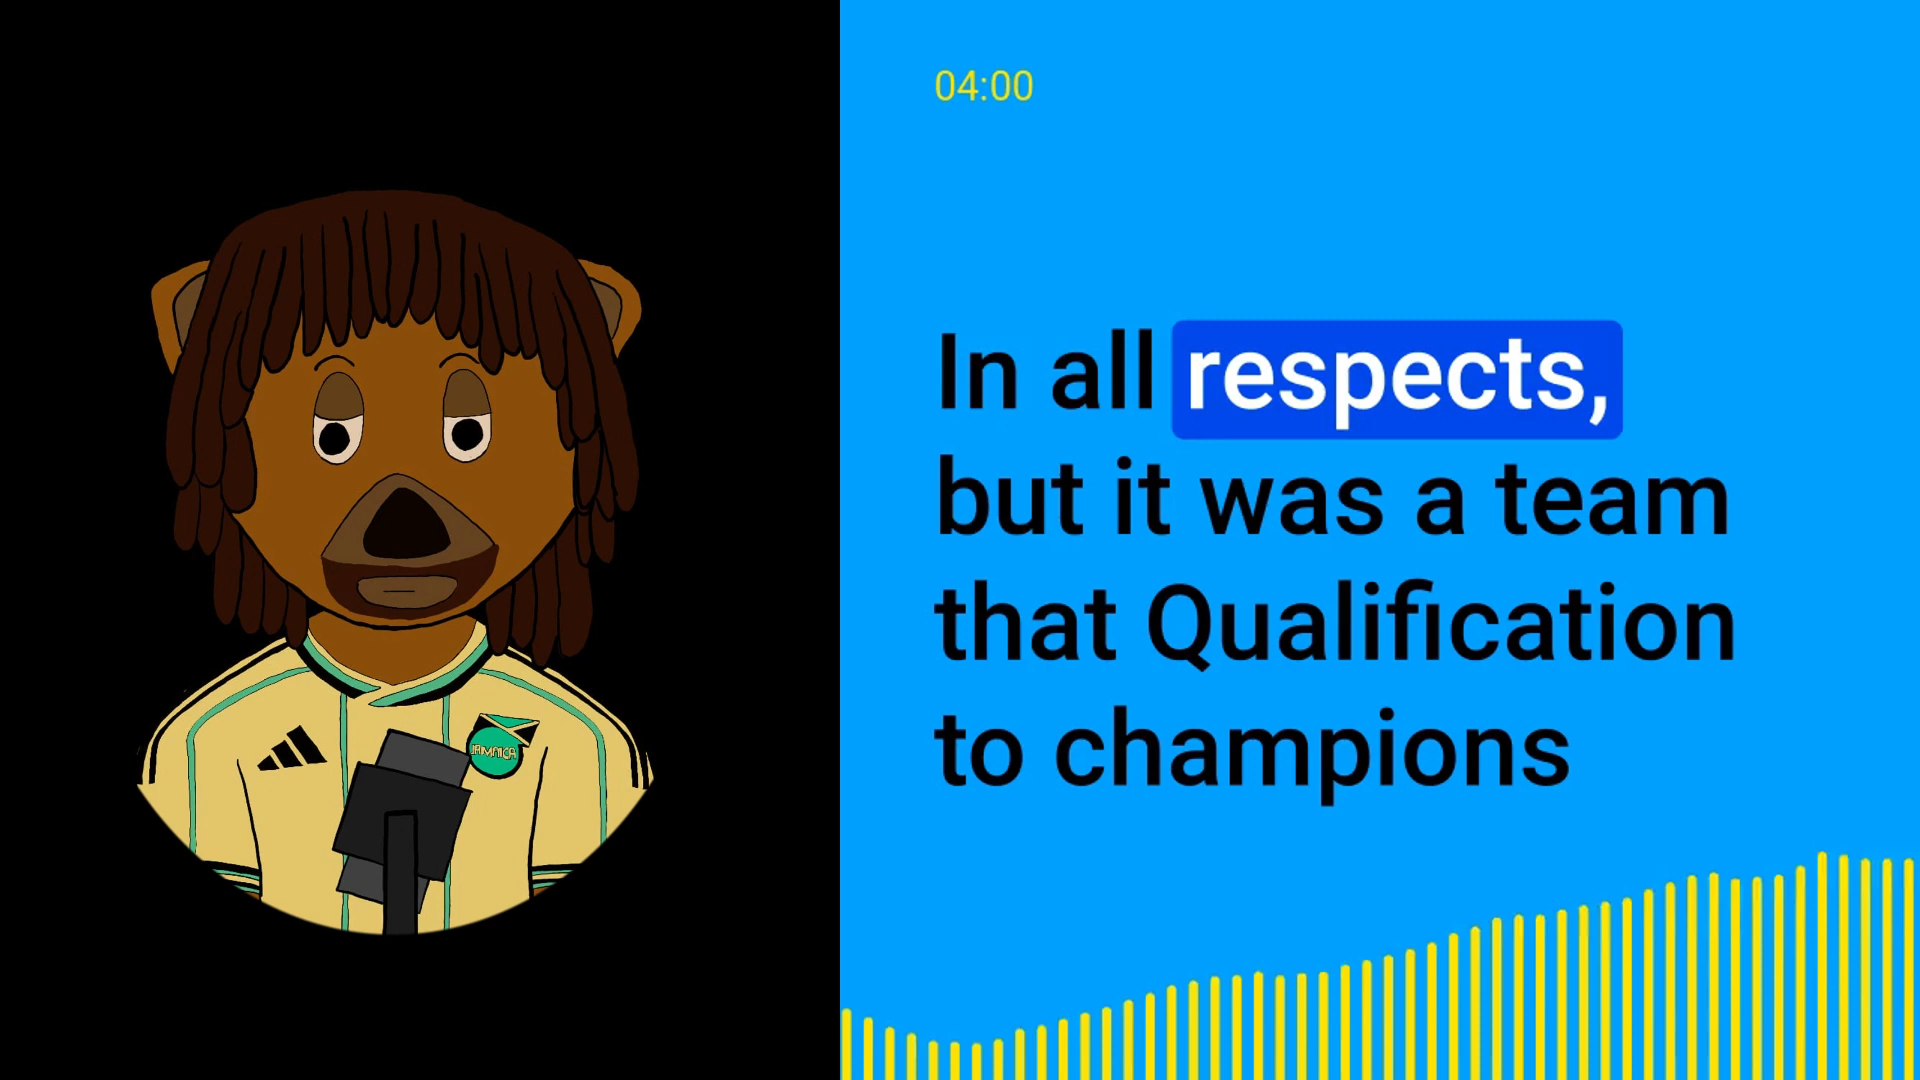 04:00
In all respects,
but it was a team
that Qualification
to champions
JAMAICA